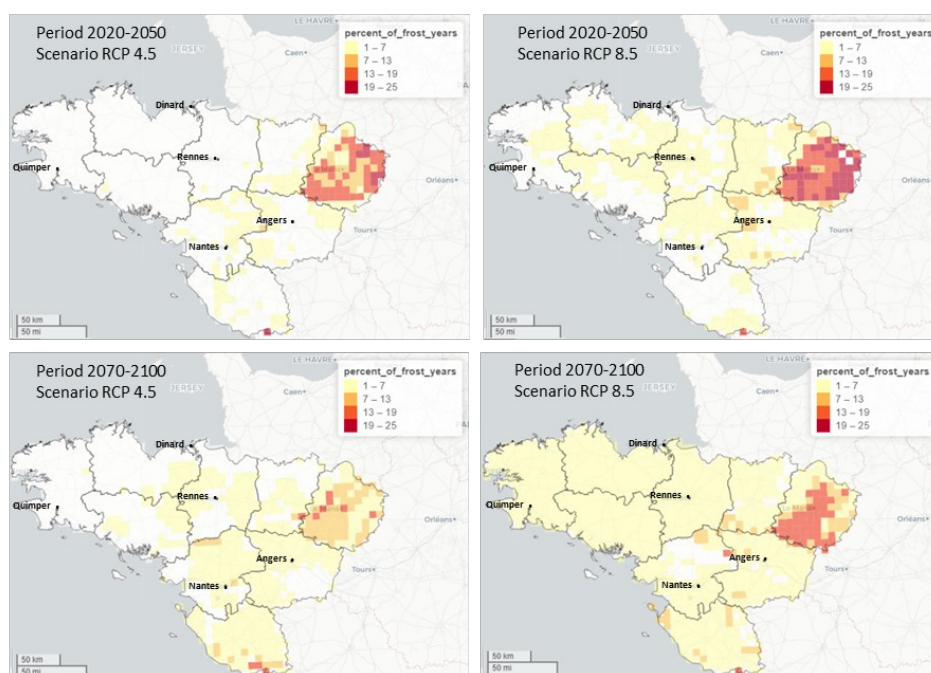 Period 2020-2050
Scenario RCP 4.5
LE HAVRE
JERSEY
Caen
percent_of_frost_years
1 – 7
7 – 13
13 – 19
19 – 25
Dinard
Rennes
Quimper
Orléans
Angers
Tours
Nantes
50 km
50 mi
Period 2020-2050
Scenario RCP 8.5
LE HAVRE
JERSEY
Caen
percent_of_frost_years
1 – 7
7 – 13
13 – 19
19 – 25
Dinard
Rennes
Quimper
Orléans
Angers
Tours
Nantes
50 km
50 mi
Period 2070-2100
Scenario RCP 4.5
LE HAVRE
JERSEY
Caen
percent_of_frost_years
1 – 7
7 – 13
13 – 19
19 – 25
Dinard
Rennes
Quimper
Orléans
Angers
Tours
Nantes
50 km
50 mi
Period 2070-2100
Scenario RCP 8.5
LE HAVRE
JERSEY
Caen
percent_of_frost_years
1 – 7
7 – 13
13 – 19
19 – 25
Dinard
Rennes
Quimper
Le Mans
Orléans
Angers
Tours
Nantes
50 km
50 mi